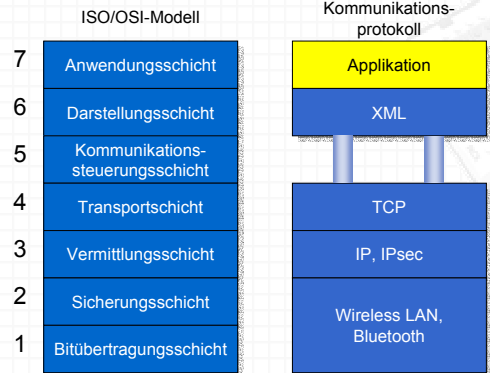 ISO/OSI-Modell
Kommunikations-
protokoll
7
Anwendungsschicht
Applikation
6
Darstellungsschicht
XML
5
Kommunikations-
steuerungsschicht
4
Transportschicht
TCP
3
Vermittlungsschicht
IP, IPsec
2
Sicherungsschicht
Wireless LAN,
Bluetooth
1
Bitübertragungsschicht